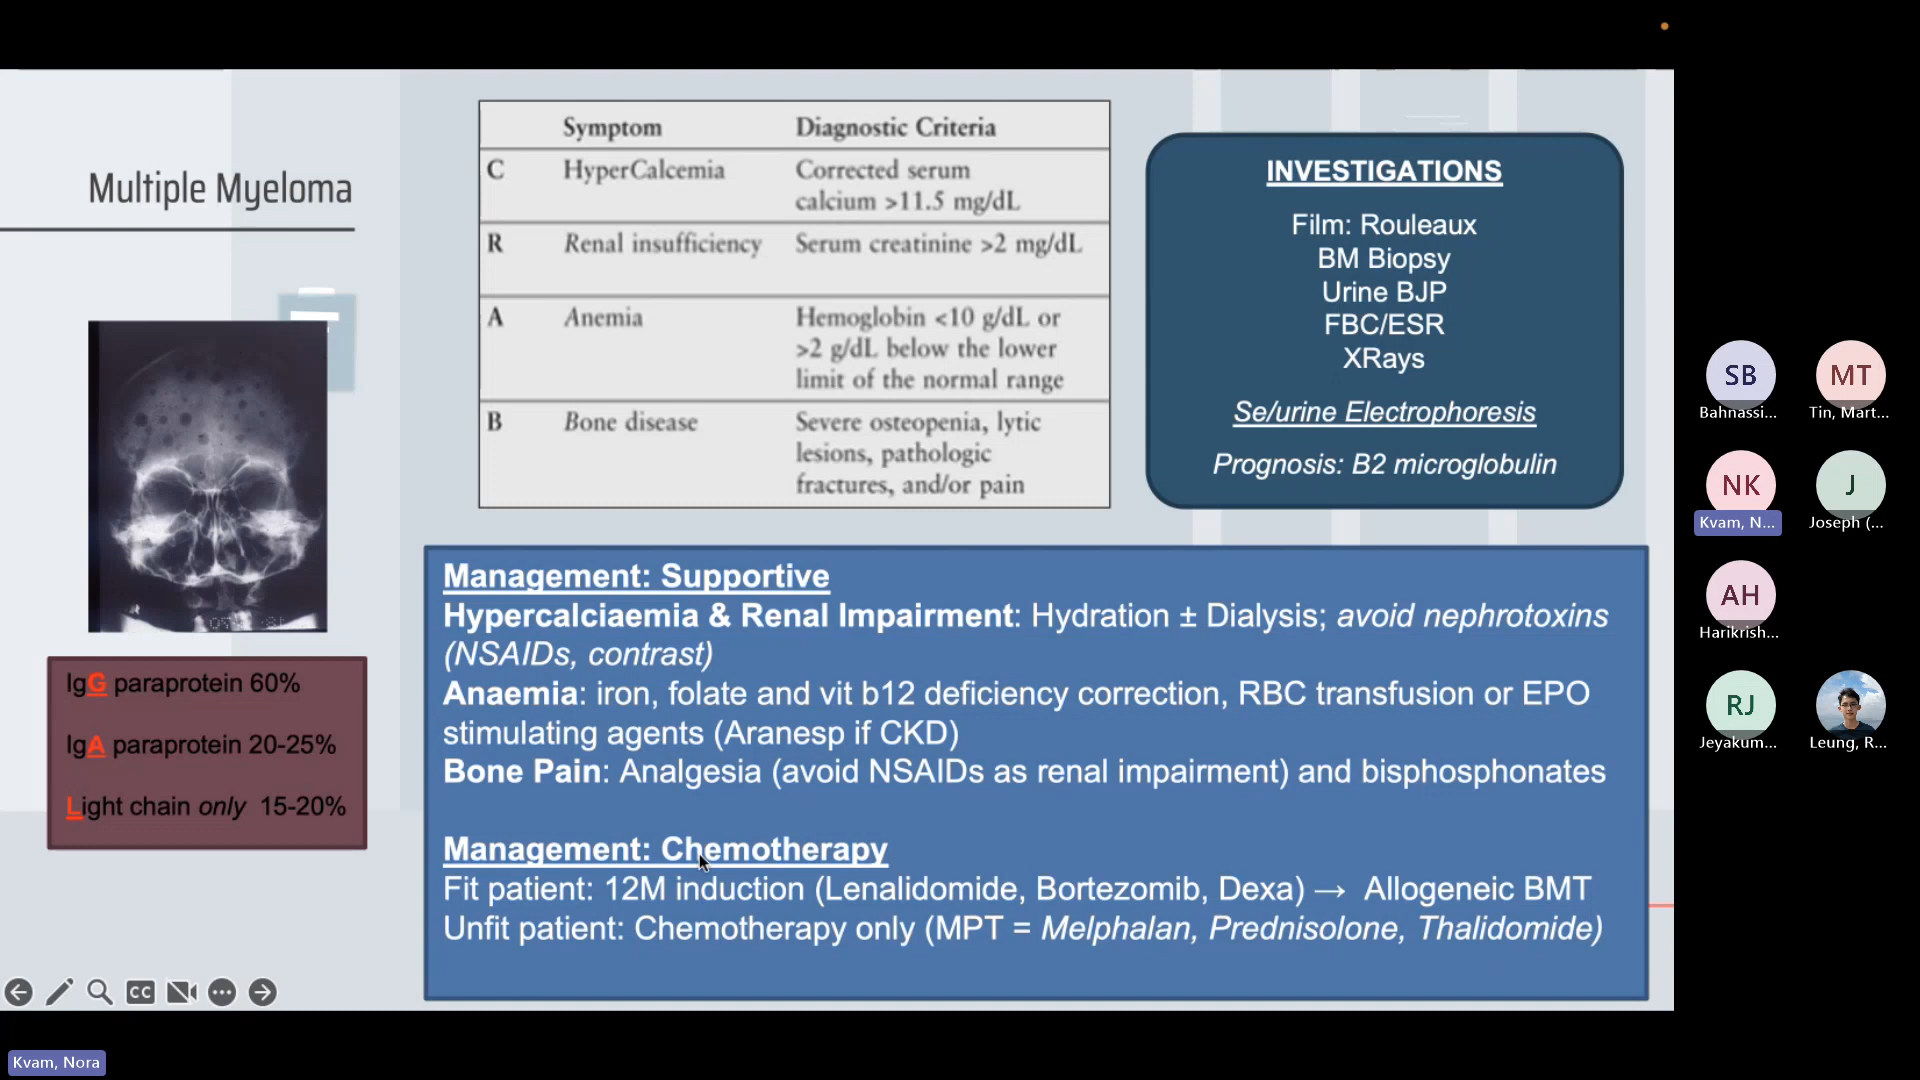 Multiple Myeloma
Symptom Diagnostic Criteria
C HyperCalcemia Corrected serum
calcium >11.5 mg/dL
R Renal insufficiency Serum creatinine >2 mg/dL
A Anemia Hemoglobin <10 g/dL or
>2 g/dL below the lower
limit of the normal range
B Bone disease Severe osteopenia, lytic
lesions, pathologic
fractures, and/or pain
INVESTIGATIONS
Film: Rouleaux
BM Biopsy
Urine BJP
FBC/ESR
XRays
Se/urine Electrophoresis
Prognosis: B2 microglobulin
IgG paraprotein 60%
IgA paraprotein 20-25%
Light chain only 15-20%
Management: Supportive
Hypercalciaemia & Renal Impairment: Hydration ± Dialysis; avoid nephrotoxins
(NSAIDs, contrast)
Anaemia: iron, folate and vit b12 deficiency correction, RBC transfusion or EPO
stimulating agents (Aranesp if CKD)
Bone Pain: Analgesia (avoid NSAIDs as renal impairment) and bisphosphonates
Management: Chemotherapy
Fit patient: 12M induction (Lenalidomide, Bortezomib, Dexa) → Allogeneic BMT
Unfit patient: Chemotherapy only (MPT = Melphalan, Prednisolone, Thalidomide)
CC
SB
Bahnassi...
MT
Tin, Mart...
NK
Kvam, N...
J
Joseph (...
AH
Harikrish...
RJ
Jeyakum...
Leung, R...
Kvam, Nora